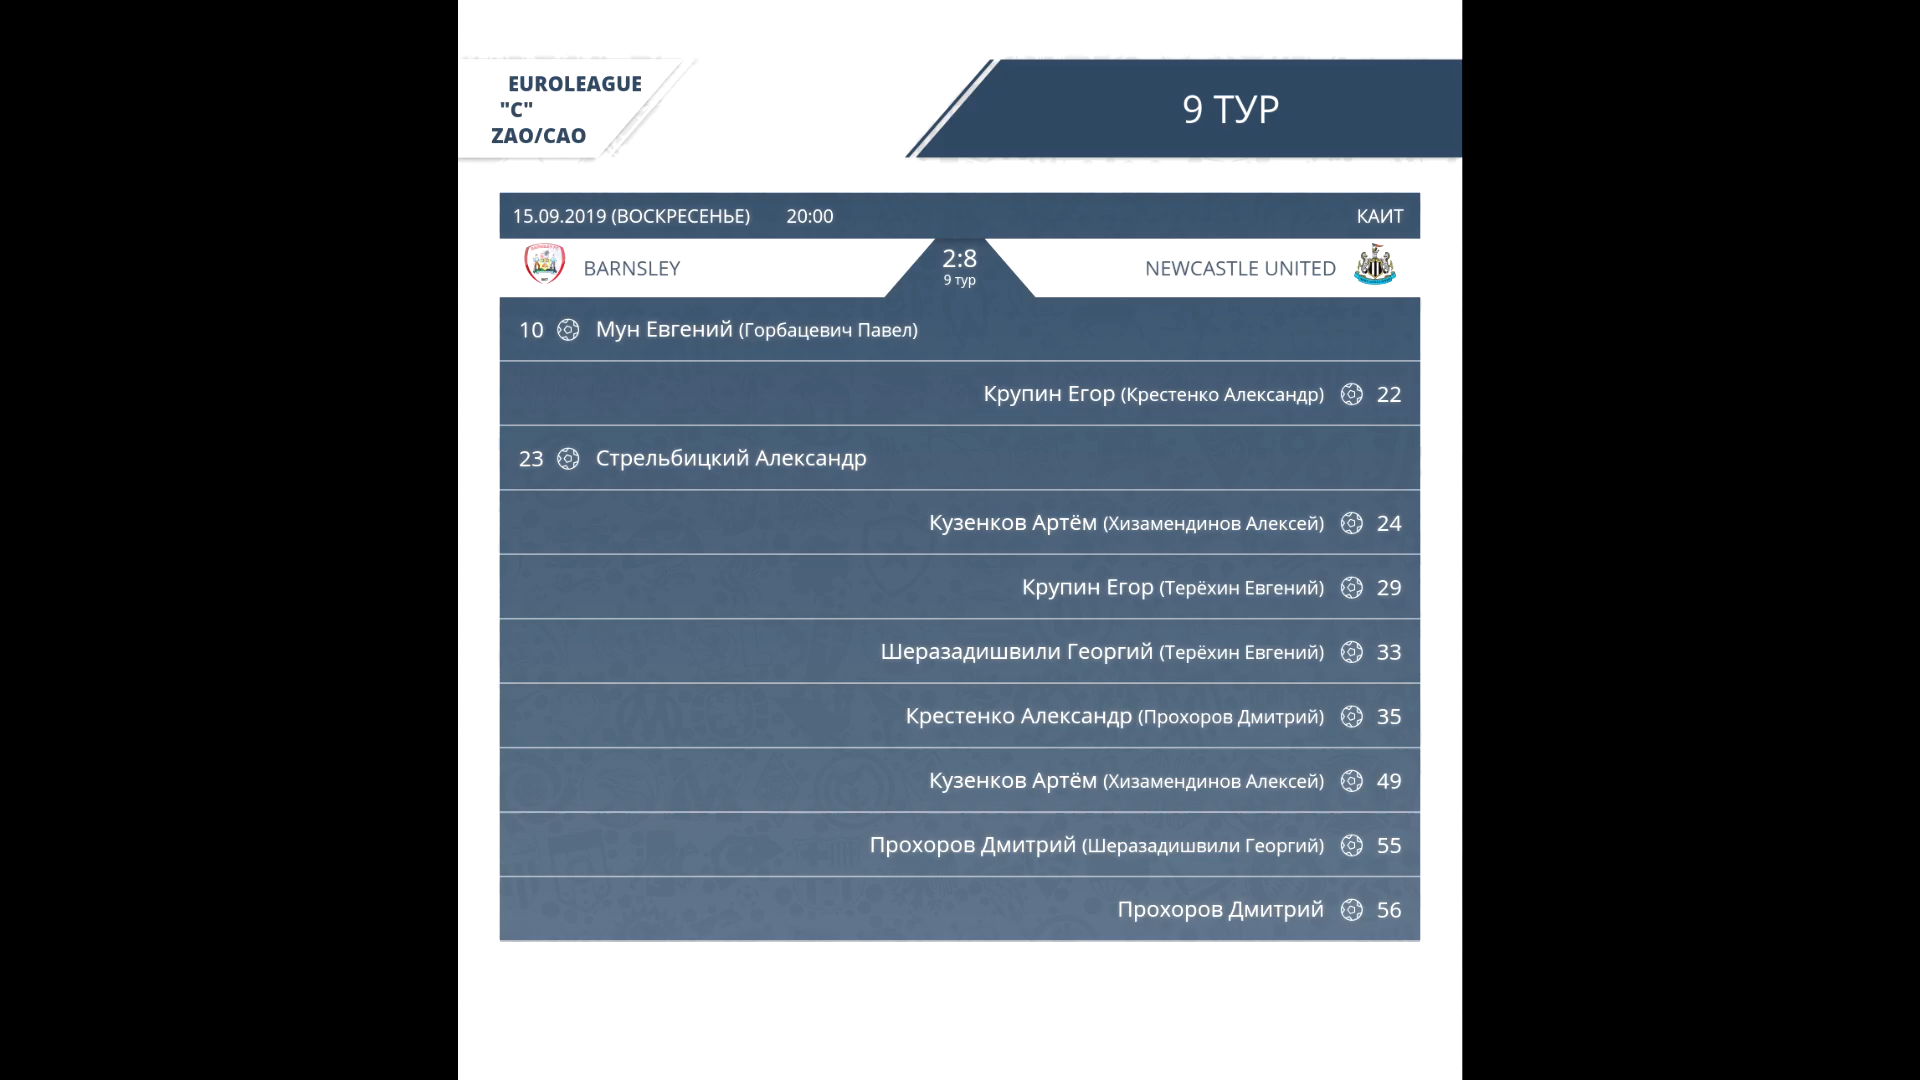 EUROLEAGUE
"C"
ZAO/CAO
9 ТУР
15.09.2019 (ВОСКРЕСЕНЬЕ) 20:00 КАИТ
BARNSLEY 2:8 NEWCASTLE UNITED
9 тур
10 Мун Евгений (Горбацевич Павел)
Крупин Егор (Крестенко Александр) 22
23 Стрельбицкий Александр
Кузенков Артём (Хизамендинов Алексей) 24
Крупин Егор (Терёхин Евгений) 29
Шеразадишвили Георгий (Терёхин Евгений) 33
Крестенко Александр (Прохоров Дмитрий) 35
Кузенков Артём (Хизамендинов Алексей) 49
Прохоров Дмитрий (Шеразадишвили Георгий) 55
Прохоров Дмитрий 56